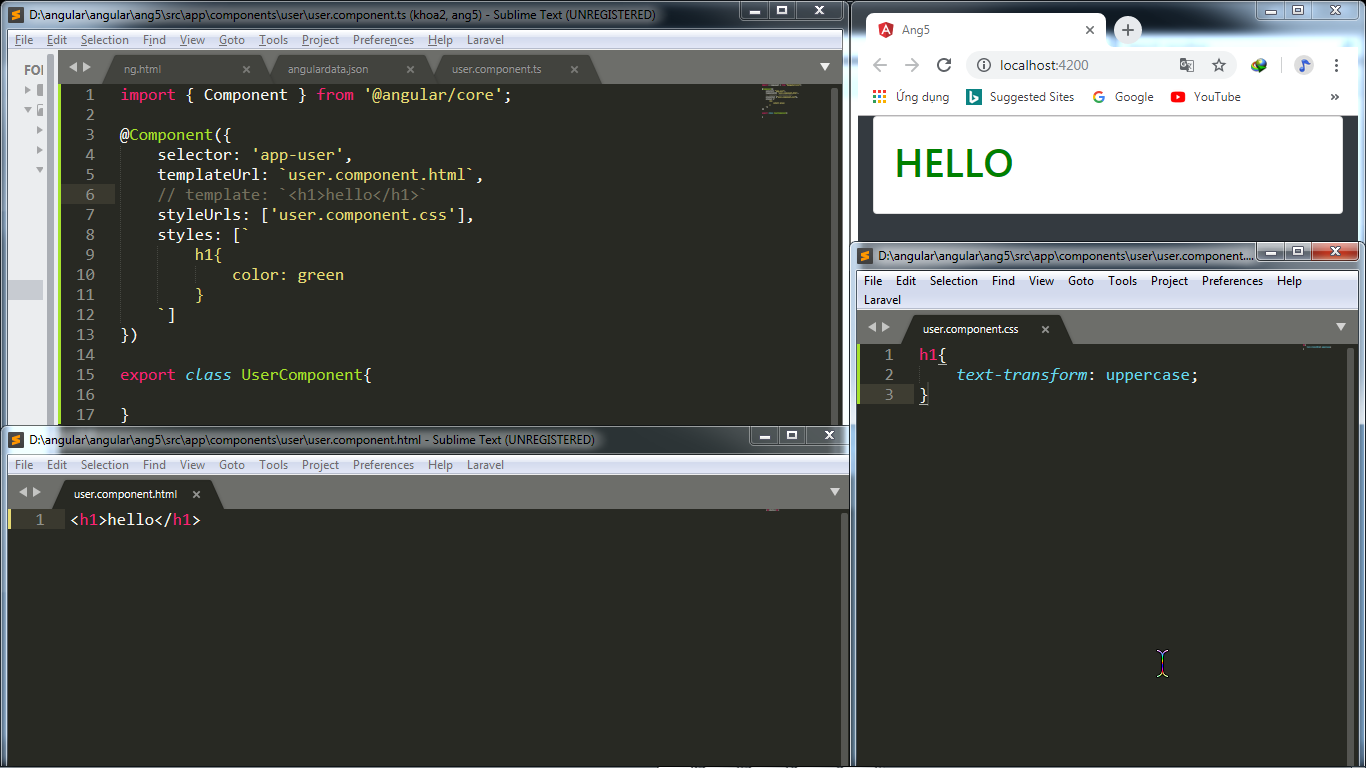 D:\angular\angular\ang5\src\app\components\user\user.component.ts (khoa2, ang5) - Sublime Text (UNREGISTERED)
File Edit Selection Find View Goto Tools Project Preferences Help Laravel
FOI
ng.html angulardata.json user.component.ts
1 import { Component } from '@angular/core';
2
3 @Component({
4 selector: 'app-user',
5 templateUrl: `user.component.html`,
6 // template: `<h1>hello</h1>`
7 styleUrls: ['user.component.css'],
8 styles: [`
9 h1{
10 color: green
11 }
12 `]
13 })
14
15 export class UserComponent{
16
17 }
Ang5
localhost:4200
Ứng dụng Suggested Sites Google YouTube »
HELLO
D:\angular\angular\ang5\src\app\components\user\user.component....
File Edit Selection Find View Goto Tools Project Preferences Help
Laravel
user.component.css
1 h1{
2 text-transform: uppercase;
3 }
D:\angular\angular\ang5\src\app\components\user\user.component.html - Sublime Text (UNREGISTERED)
File Edit Selection Find View Goto Tools Project Preferences Help Laravel
user.component.html
1 <h1>hello</h1>